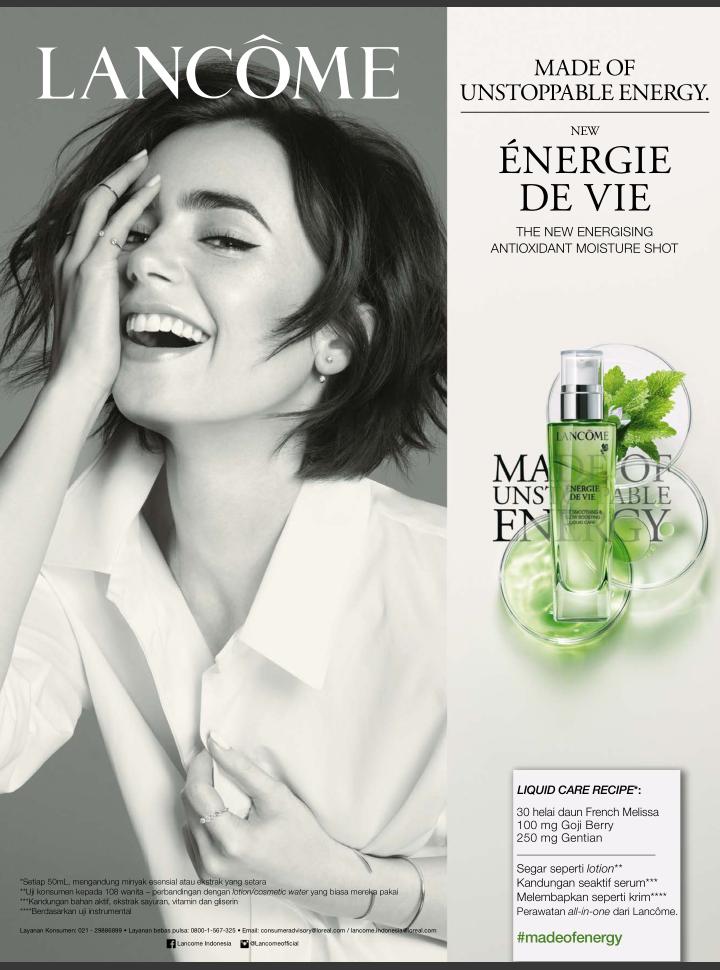 LANCÔME
MADE OF
UNSTOPPABLE ENERGY.
NEW
ÉNERGIE
DE VIE
THE NEW ENERGISING
ANTIOXIDANT MOISTURE SHOT
LANCÔME
MADE OF
UNSTOPPABLE
ENERGY
ÉNERGIE
DE VIE
LIQUID CARE
LIQUID CARE RECIPE*:
30 helai daun French Melissa
100 mg Goji Berry
250 mg Gentian
Segar seperti lotion**
Kandungan seaktif serum***
Melembapkan seperti krim****
Perawatan all-in-one dari Lancôme.
#madeofenergy
*Setiap 50mL, mengandung minyak esensial atau ekstrak yang setara
**Uji konsumen kepada 108 wanita – perbandingan dengan lotion/cosmetic water yang biasa mereka pakai
***Kandungan bahan aktif, ekstrak sayuran, vitamin dan gliserin
****Berdasarkan uji instrumental
Layanan Konsumen: 021 - 29886899 • Layanan bebas pulsa: 0800-1-567-325 • Email: consumeradvisory@loreal.com / lancome.indonesia@loreal.com
Lancome Indonesia @Lancomeofficial